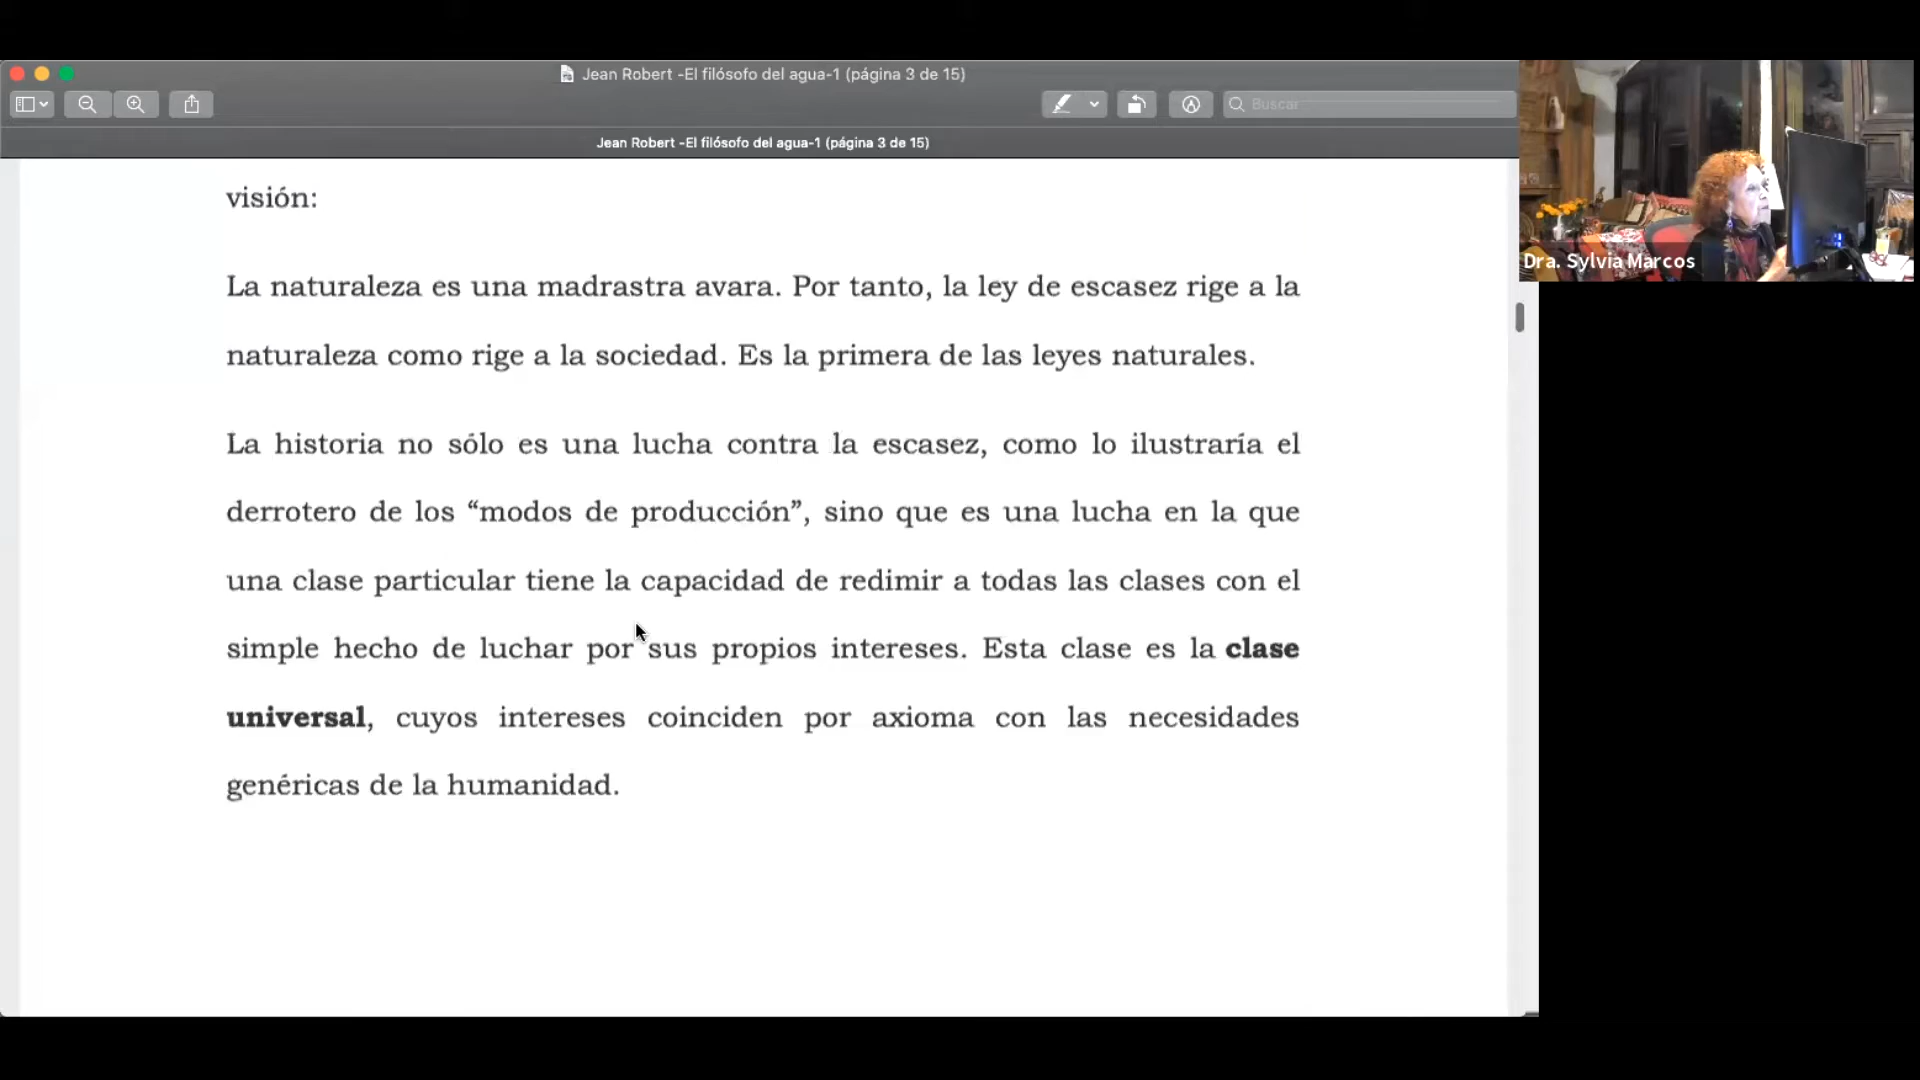 Jean Robert -El filósofo del agua-1 (página 3 de 15)
Buscar
Jean Robert -El filósofo del agua-1 (página 3 de 15)
visión:
La naturaleza es una madrastra avara. Por tanto, la ley de escasez rige a la
naturaleza como rige a la sociedad. Es la primera de las leyes naturales.
La historia no sólo es una lucha contra la escasez, como lo ilustraría el
derrotero de los “modos de producción”, sino que es una lucha en la que
una clase particular tiene la capacidad de redimir a todas las clases con el
simple hecho de luchar por sus propios intereses. Esta clase es la clase
universal, cuyos intereses coinciden por axioma con las necesidades
genéricas de la humanidad.
Dra. Sylvia Marcos